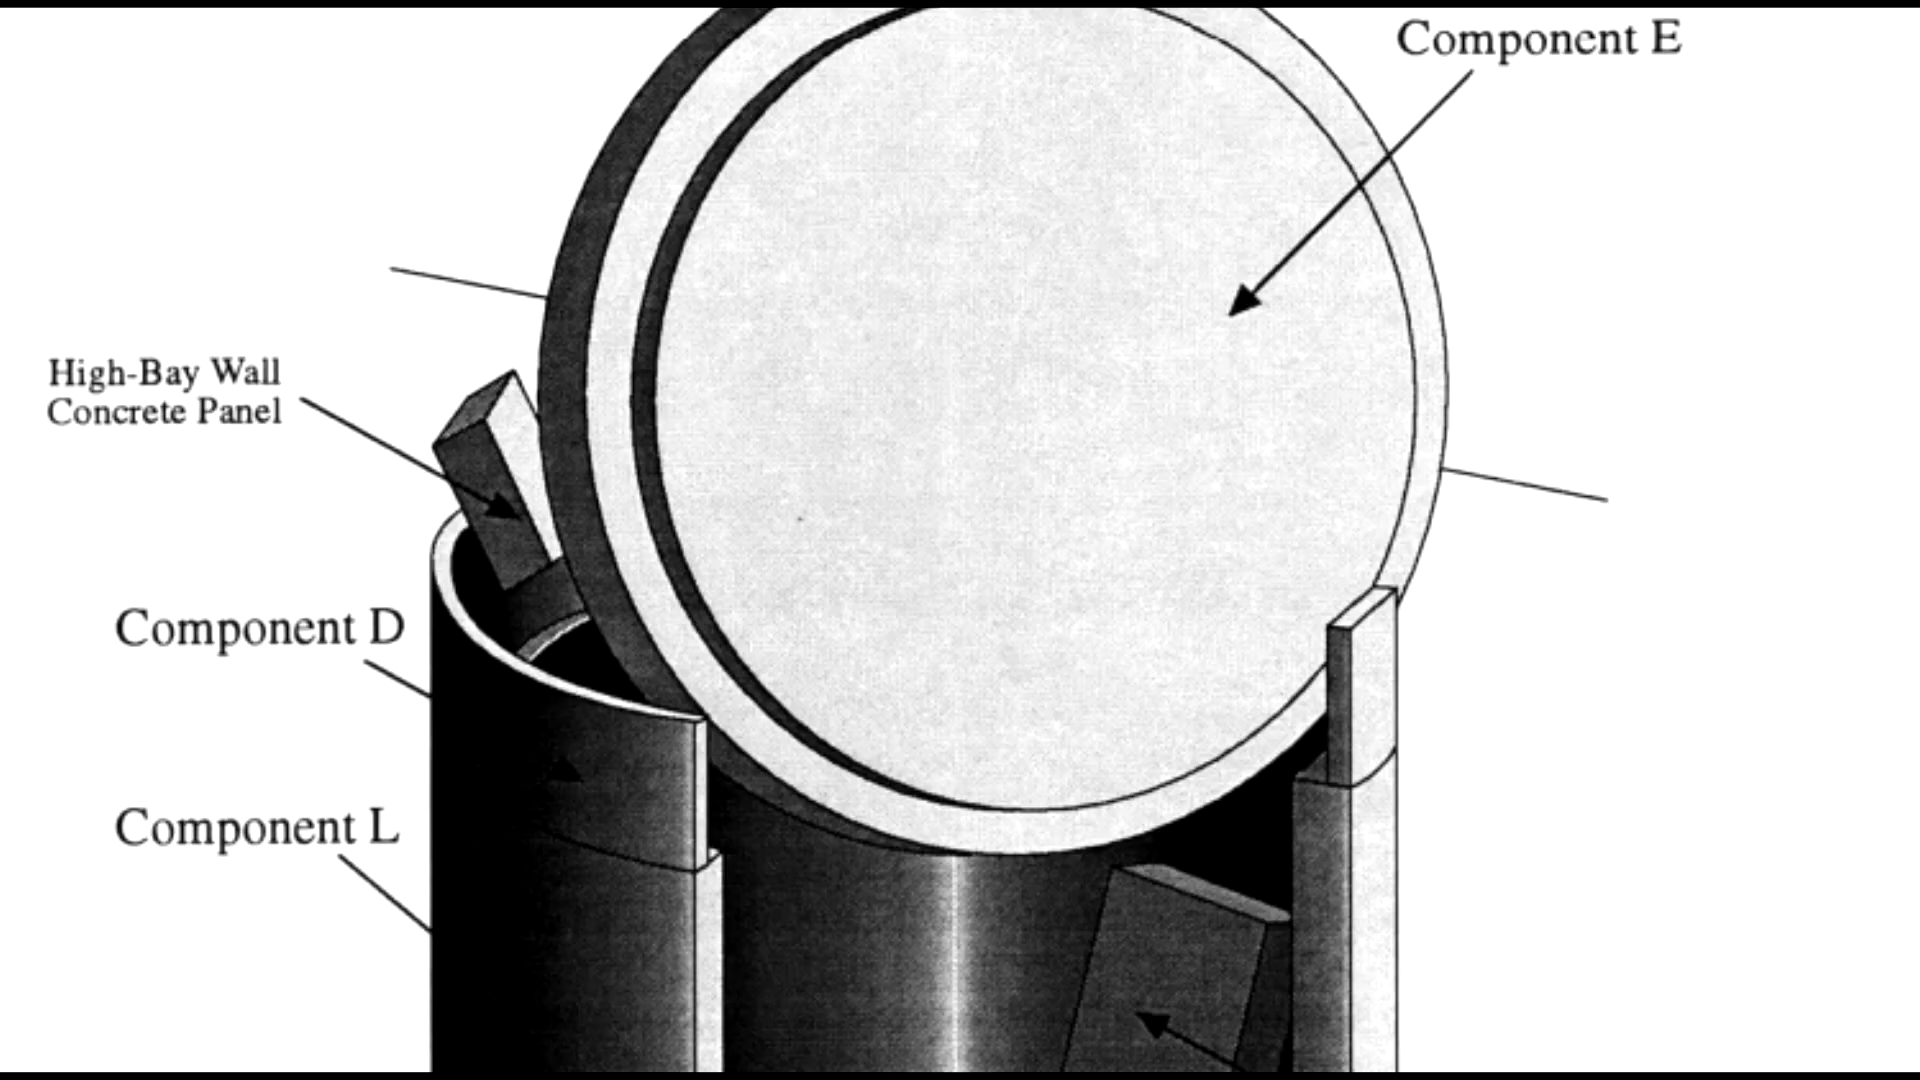 Component E
High-Bay Wall
Concrete Panel
Component D
Component L